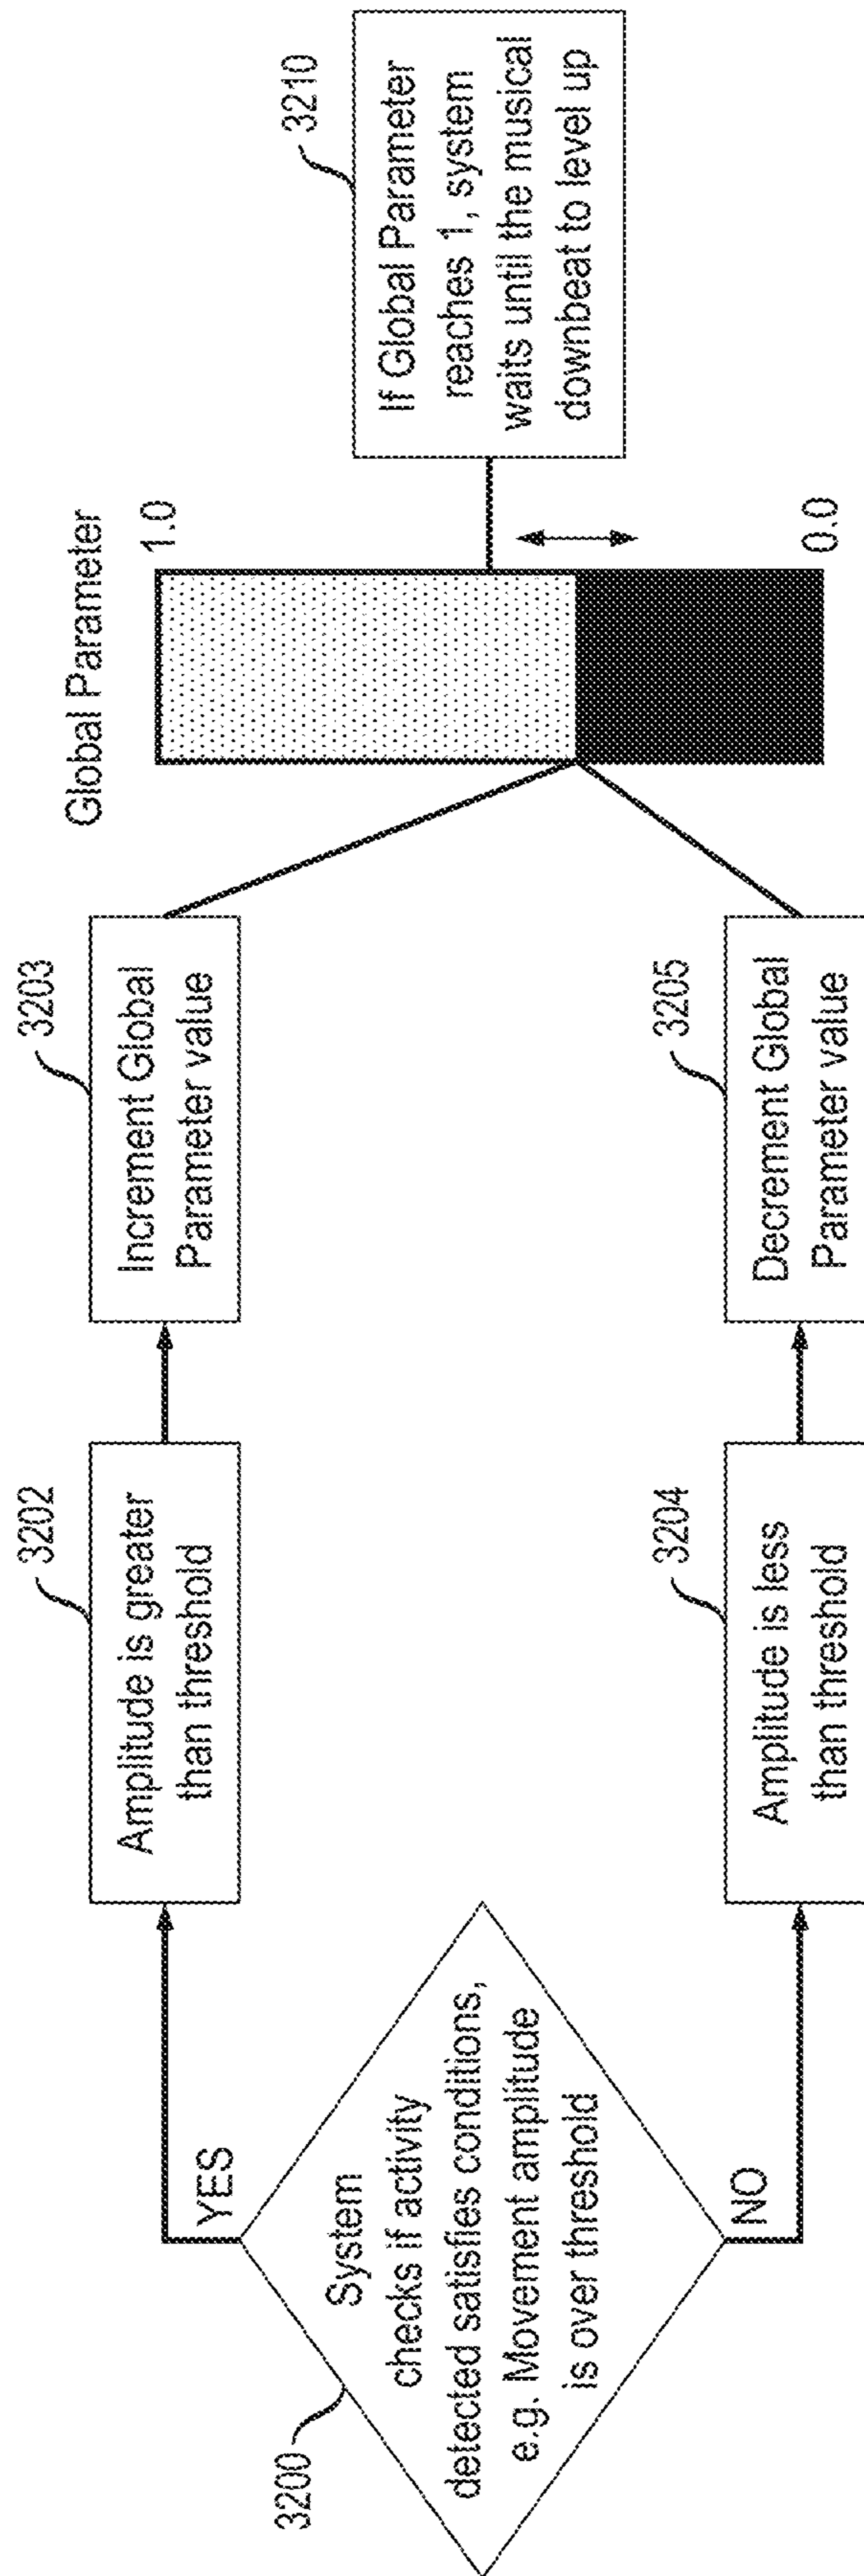 3200
System
checks if activity
detected satisfies conditions,
e.g. Movement amplitude
is over threshold
YES
NO
3202
Amplitude is greater
than threshold
3204
Amplitude is less
than threshold
3203
Increment Global
Parameter value
3205
Decrement Global
Parameter value
Global Parameter
1.0
0.0
3210
If Global Parameter
reaches 1, system
waits until the musical
downbeat to level up